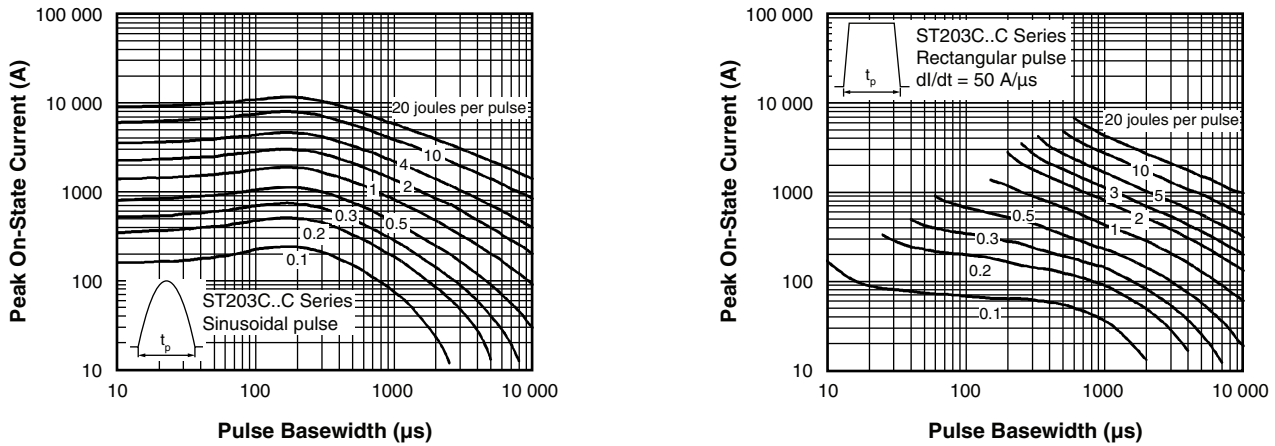 Peak On-State Current (A)
100 000
10 000
1000
100
10
20 joules per pulse
10
4
2
1
0.5
0.3
0.2
0.1
tp
ST203C..C Series
Sinusoidal pulse
10
100
1000
10 000
Pulse Basewidth (µs)
Peak On-State Current (A)
100 000
10 000
1000
100
10
tp
ST203C..C Series
Rectangular pulse
dI/dt = 50 A/µs
20 joules per pulse
10
5
3
2
1
0.5
0.3
0.2
0.1
10
100
1000
10 000
Pulse Basewidth (µs)